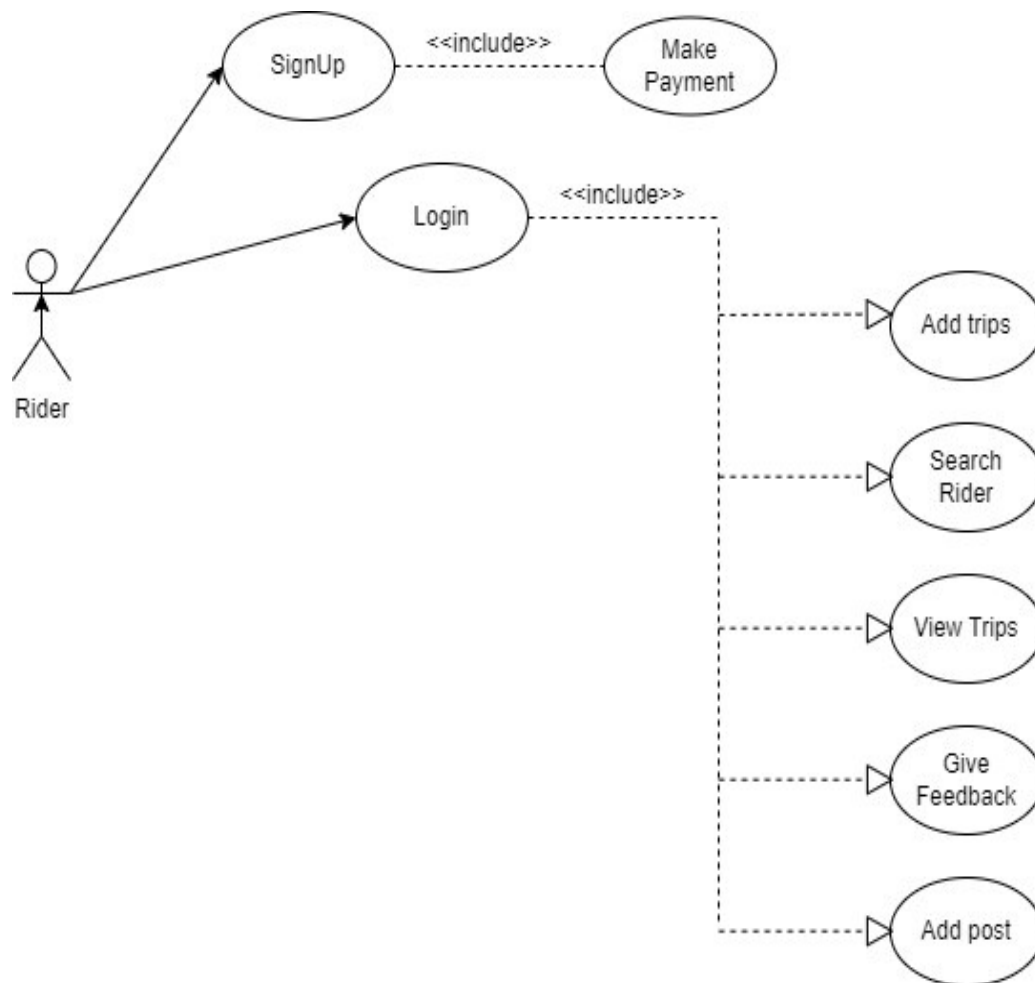 SignUp
<<include>>
Make
Payment
Login
<<include>>
Rider
Add trips
Search
Rider
View Trips
Give
Feedback
Add post